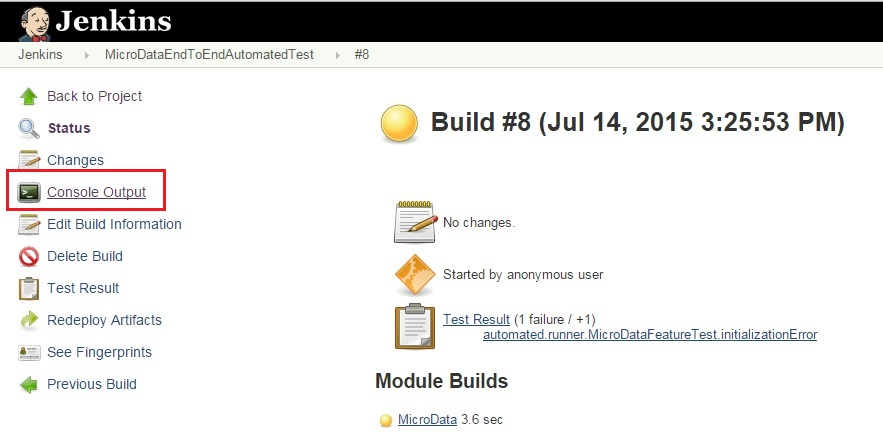 Jenkins
Jenkins MicroDataEndToEndAutomatedTest #8
Back to Project
Status
Changes
Console Output
Edit Build Information
Delete Build
Test Result
Redeploy Artifacts
See Fingerprints
Previous Build
Build #8 (Jul 14, 2015 3:25:53 PM)
No changes.
Started by anonymous user
Test Result (1 failure / +1)
automated.runner.MicroDataFeatureTest.initializationError
Module Builds
MicroData 3.6 sec